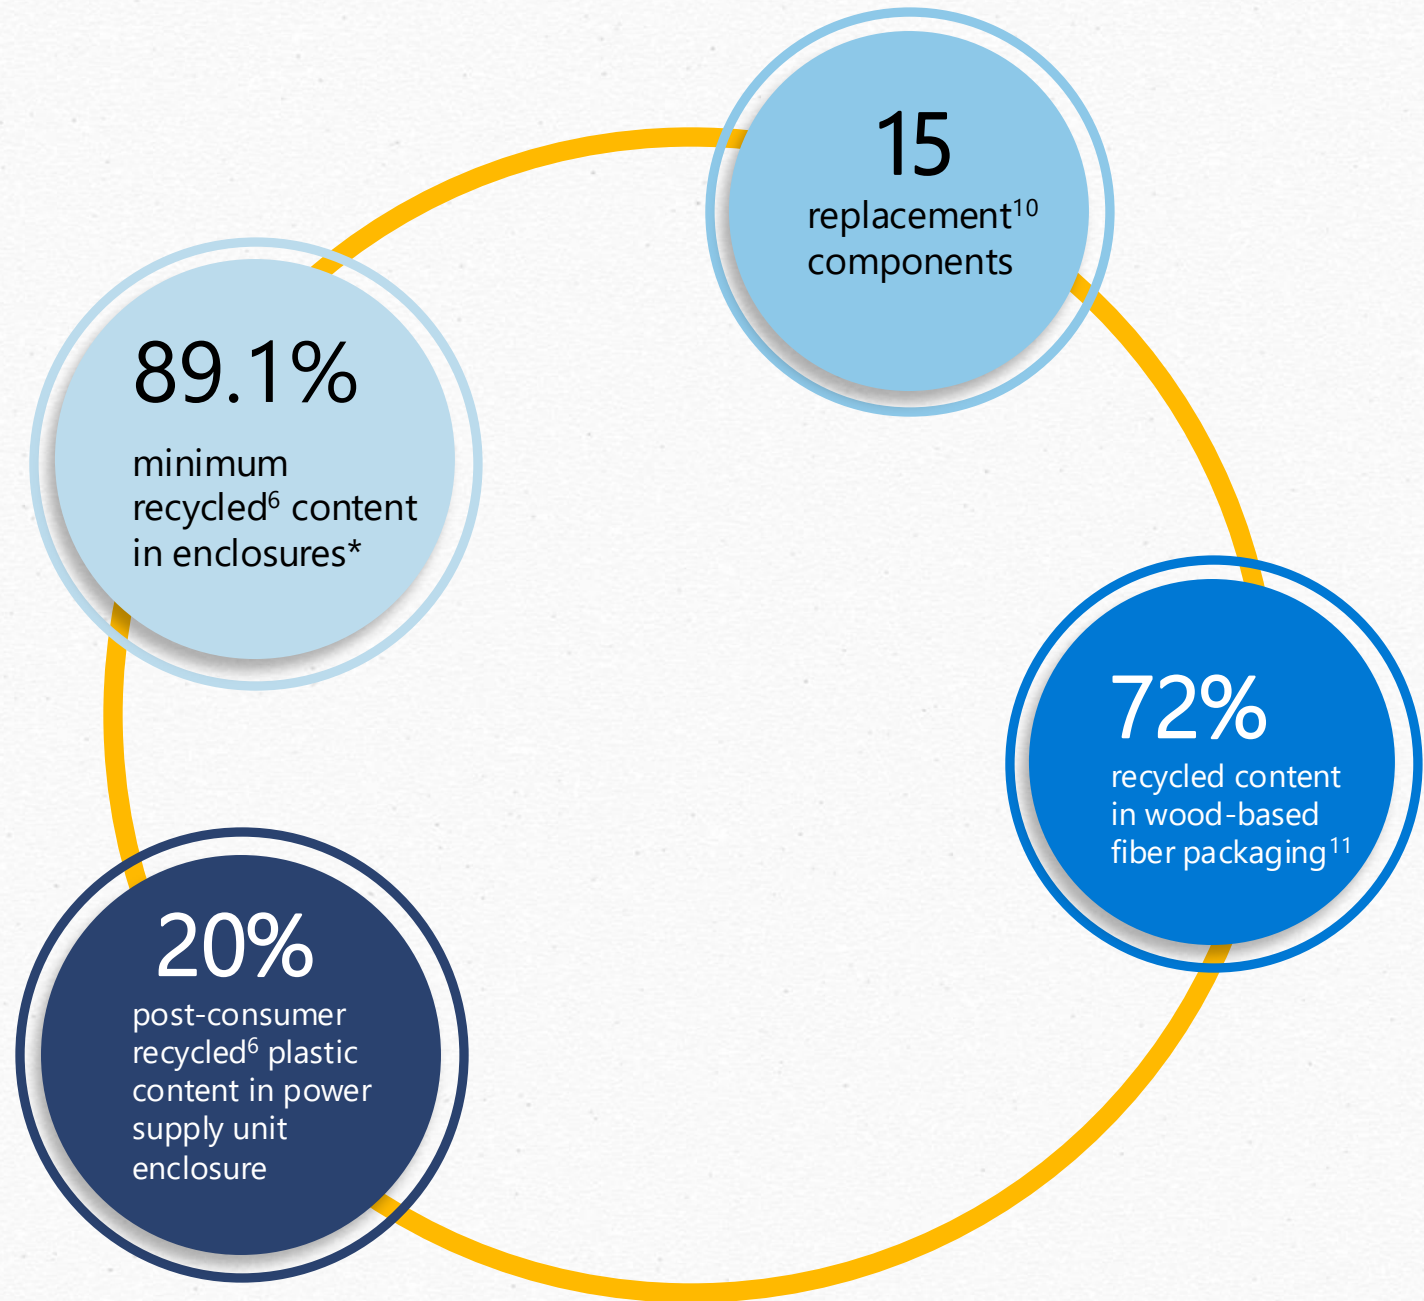 15
replacement¹⁰
components
89.1%
minimum
recycled⁶ content
in enclosures*
72%
recycled content
in wood-based
fiber packaging¹¹
20%
post-consumer
recycled⁶ plastic
content in power
supply unit
enclosure